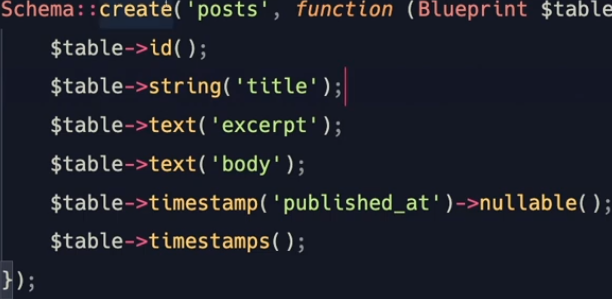 Schema::create('posts', function (Blueprint $table
$table->id();
$table->string('title');
$table->text('excerpt');
$table->text('body');
$table->timestamp('published_at')->nullable();
$table->timestamps();
});